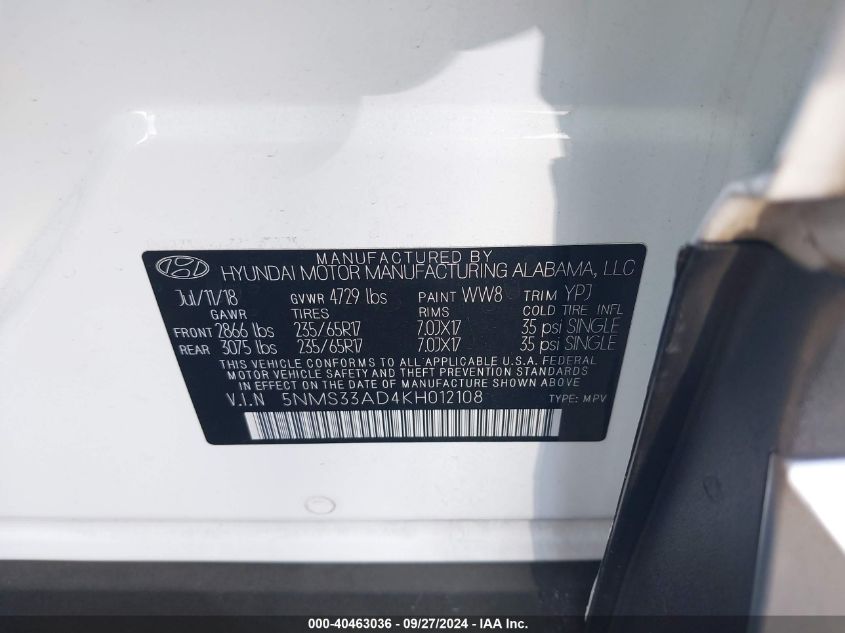 MANUFACTURED BY
HYUNDAI MOTOR MANUFACTURING ALABAMA, LLC
Jul/11/18 GVWR 4729 lbs PAINT WW8 TRIM YPJ
GAWR TIRES RIMS COLD TIRE INFL
FRONT 2866 lbs 235/65R17 7.0JX17 35 psi SINGLE
REAR 3075 lbs 235/65R17 7.0JX17 35 psi SINGLE
THIS VEHICLE CONFORMS TO ALL APPLICABLE U.S.A. FEDERAL
MOTOR VEHICLE SAFETY AND THEFT PREVENTION STANDARDS
IN EFFECT ON THE DATE OF MANUFACTURE SHOWN ABOVE
V.I.N 5NMS33AD4KH012108 TYPE: MPV
000-40463036 - 09/27/2024 - IAAI.com